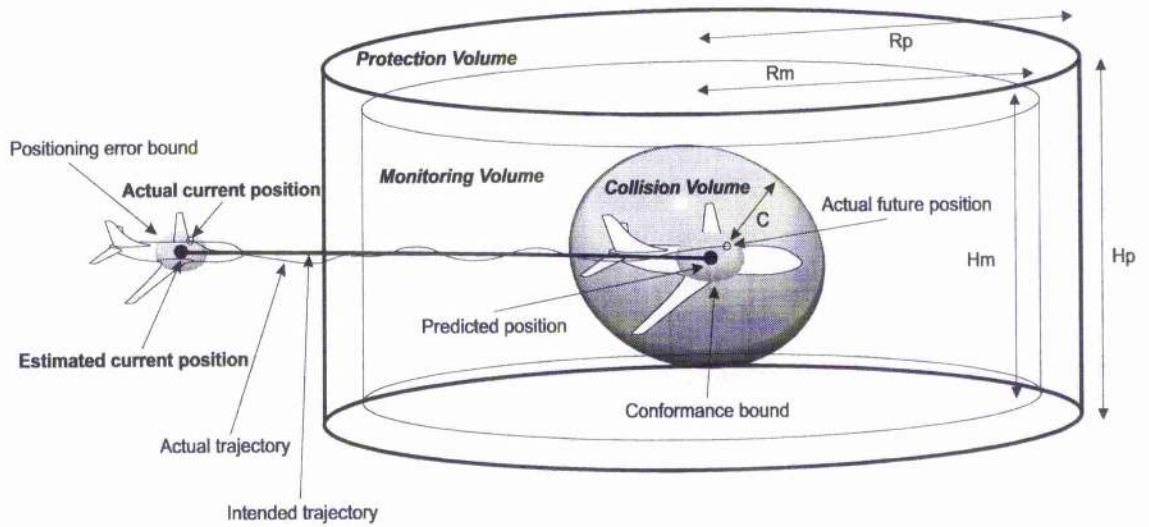 Rp
Protection Volume
Rm
Positioning error bound
Actual current position
Monitoring Volume
Collision Volume
C
Actual future position
Hm
Hp
Predicted position
Estimated current position
Conformance bound
Actual trajectory
Intended trajectory